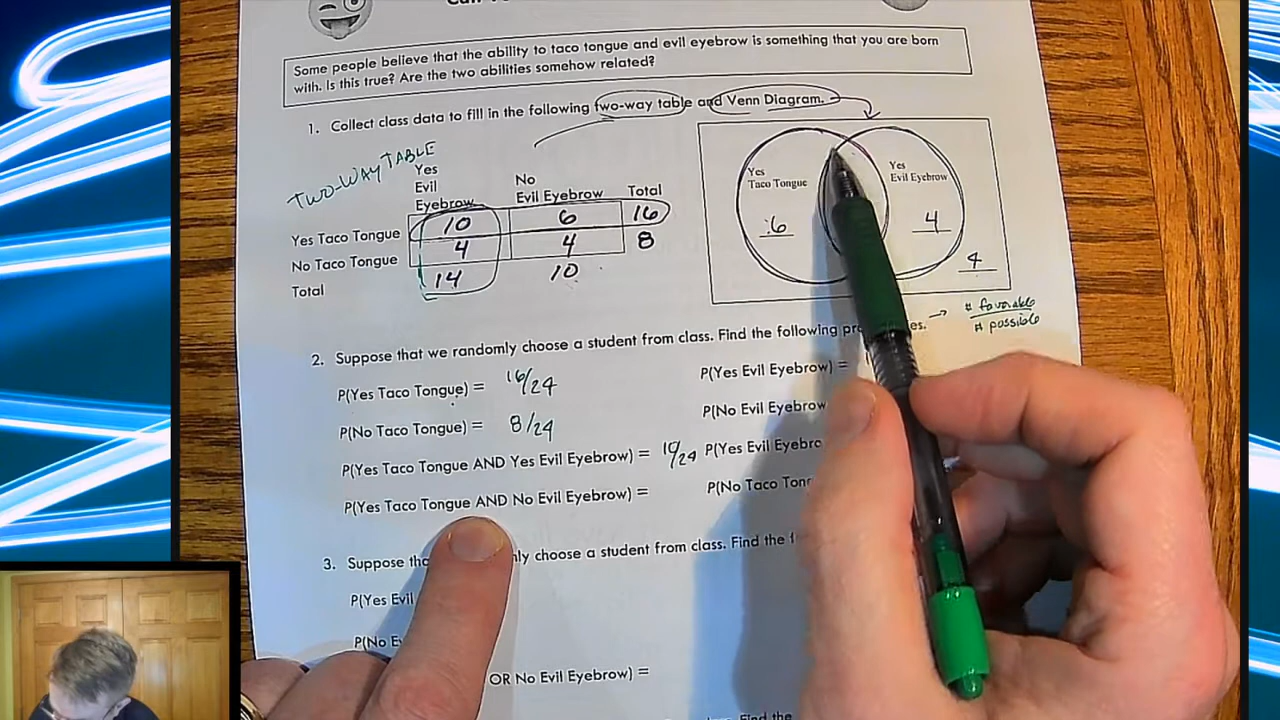 Some people believe that the ability to taco tongue and evil eyebrow is something that you are born
with. Is this true? Are the two abilities somehow related?
1. Collect class data to fill in the following two-way table and Venn Diagram.
TWO-WAY TABLE
Yes
Evil
Eyebrow
No
Evil Eyebrow
Total
Yes Taco Tongue 10 6 16
No Taco Tongue 4 4 8
Total 14 10
Yes
Taco Tongue
6
Yes
Evil Eyebrow
4
4
2. Suppose that we randomly choose a student from class. Find the following
# favorable
# possible
P(Yes Taco Tongue) = 16/24
P(Yes Evil Eyebrow) =
P(No Taco Tongue) = 8/24
P(No Evil Eyebrow
P(Yes Taco Tongue AND Yes Evil Eyebrow) = 10/24
P(Yes Evil
P(Yes Taco Tongue AND No Evil Eyebrow) =
P(No Taco
3. Suppose choose a student from class. Find the
P(Yes Evil
OR No Evil Eyebrow) =
Find the